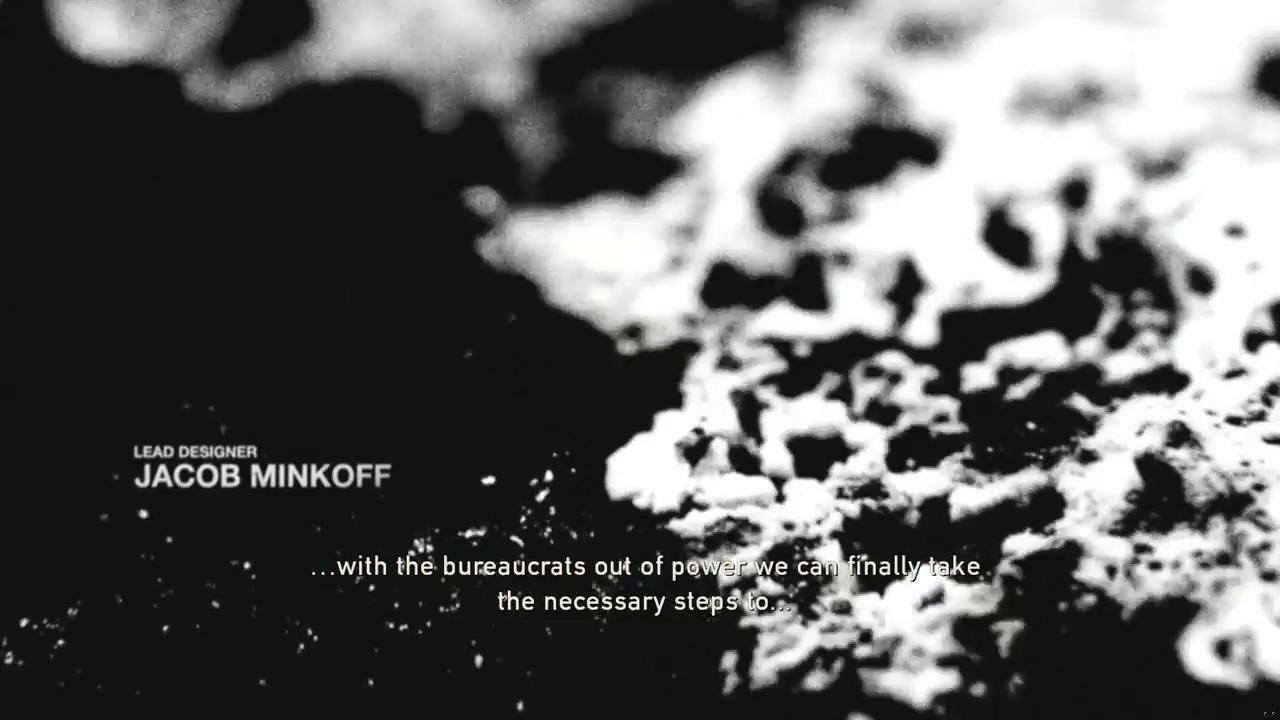 LEAD DESIGNER
JACOB MINKOFF
...with the bureaucrats out of power we can finally take
the necessary steps to...